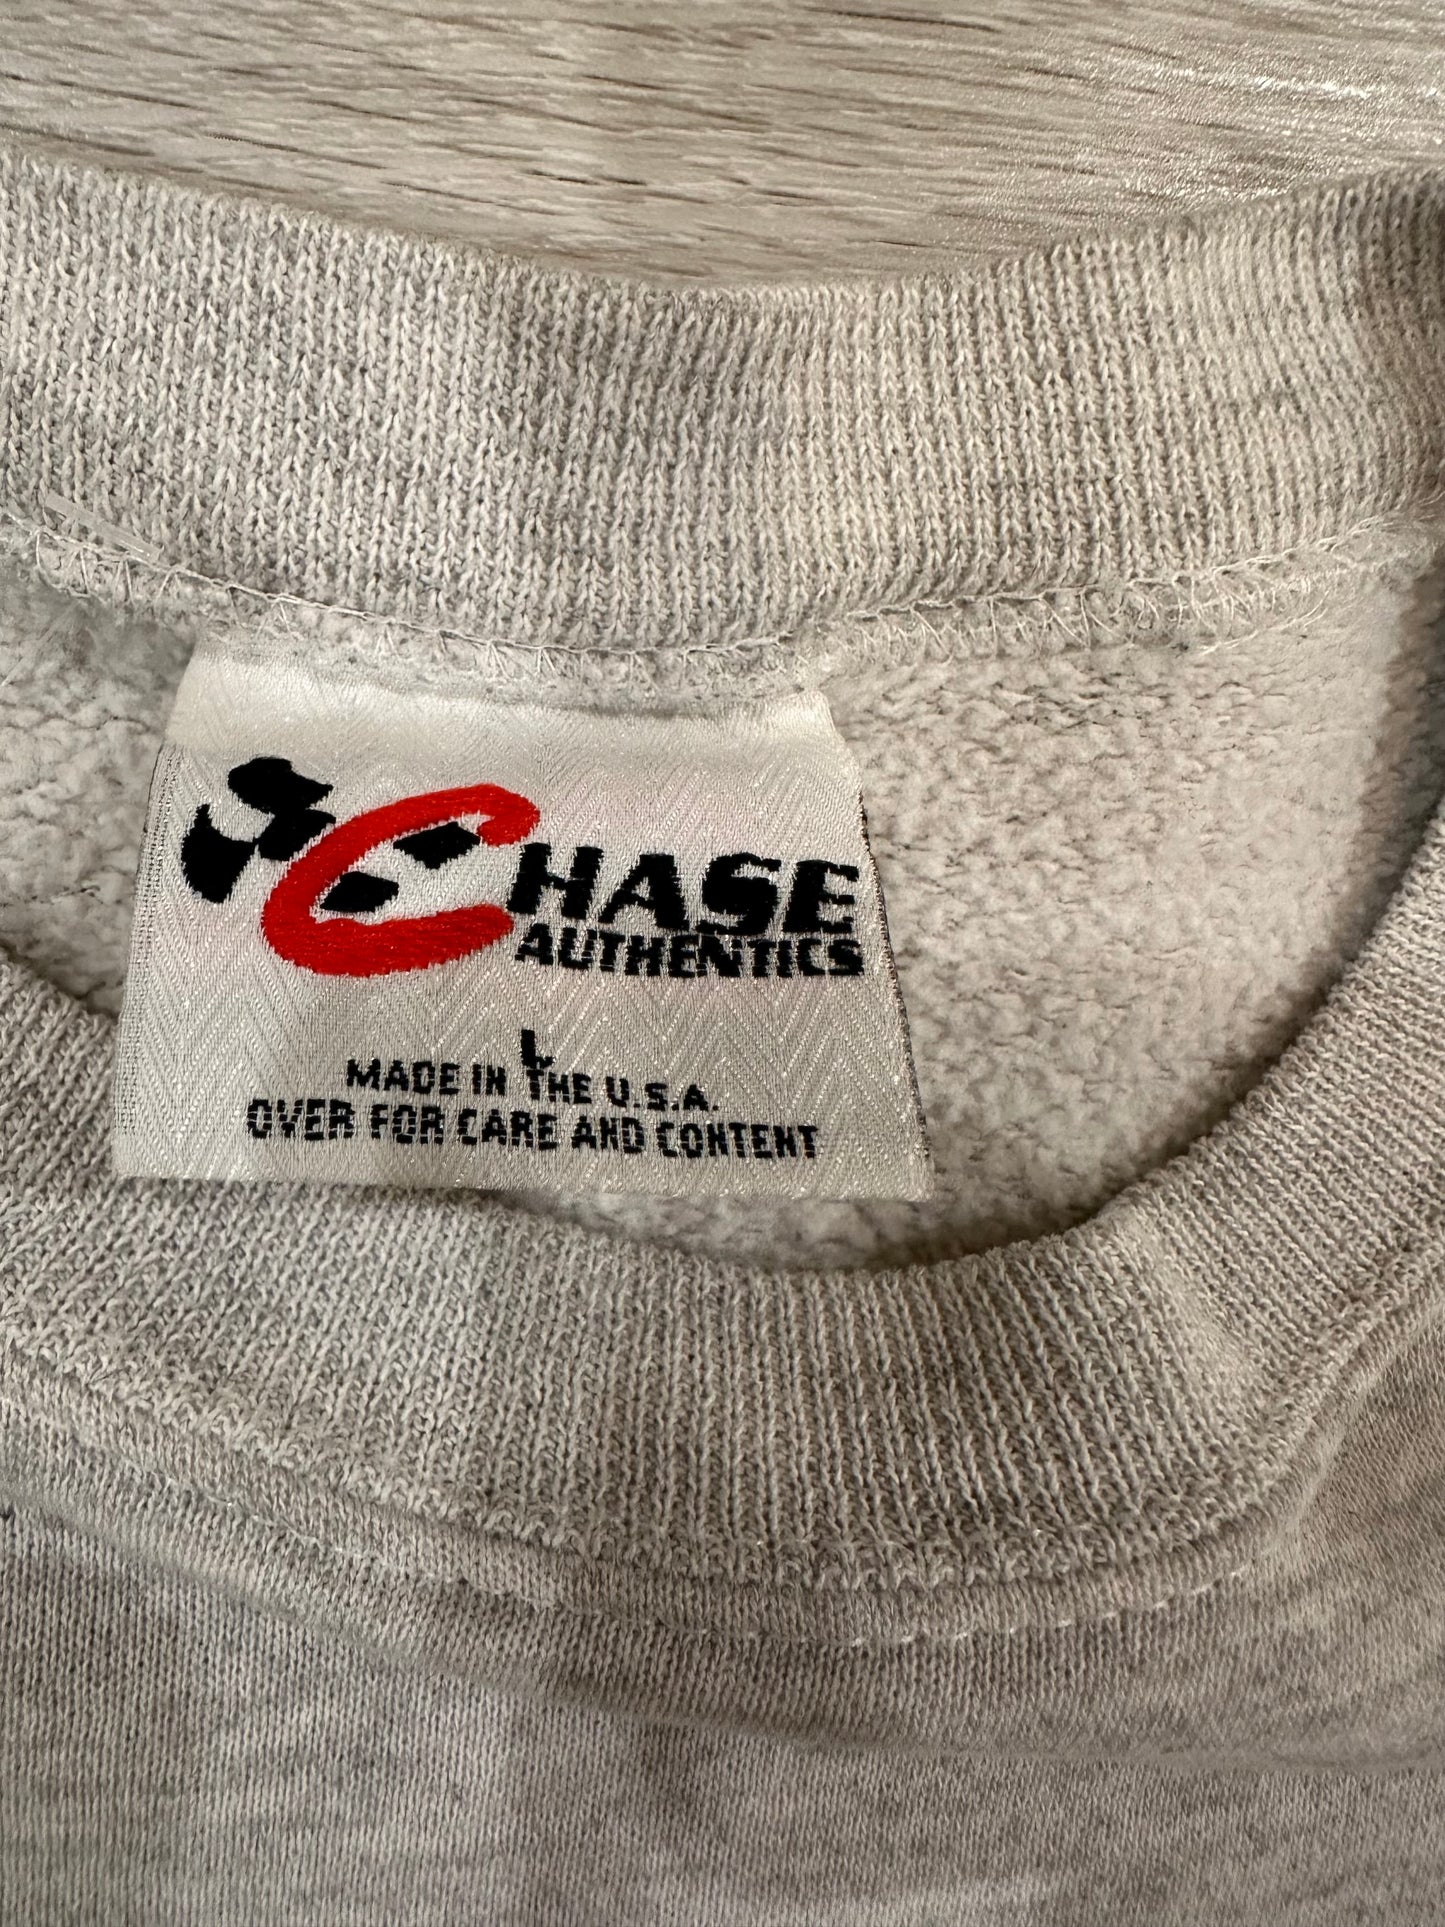 CHASE
AUTHENTICS
L
MADE IN THE U.S.A.
OVER FOR CARE AND CONTENT